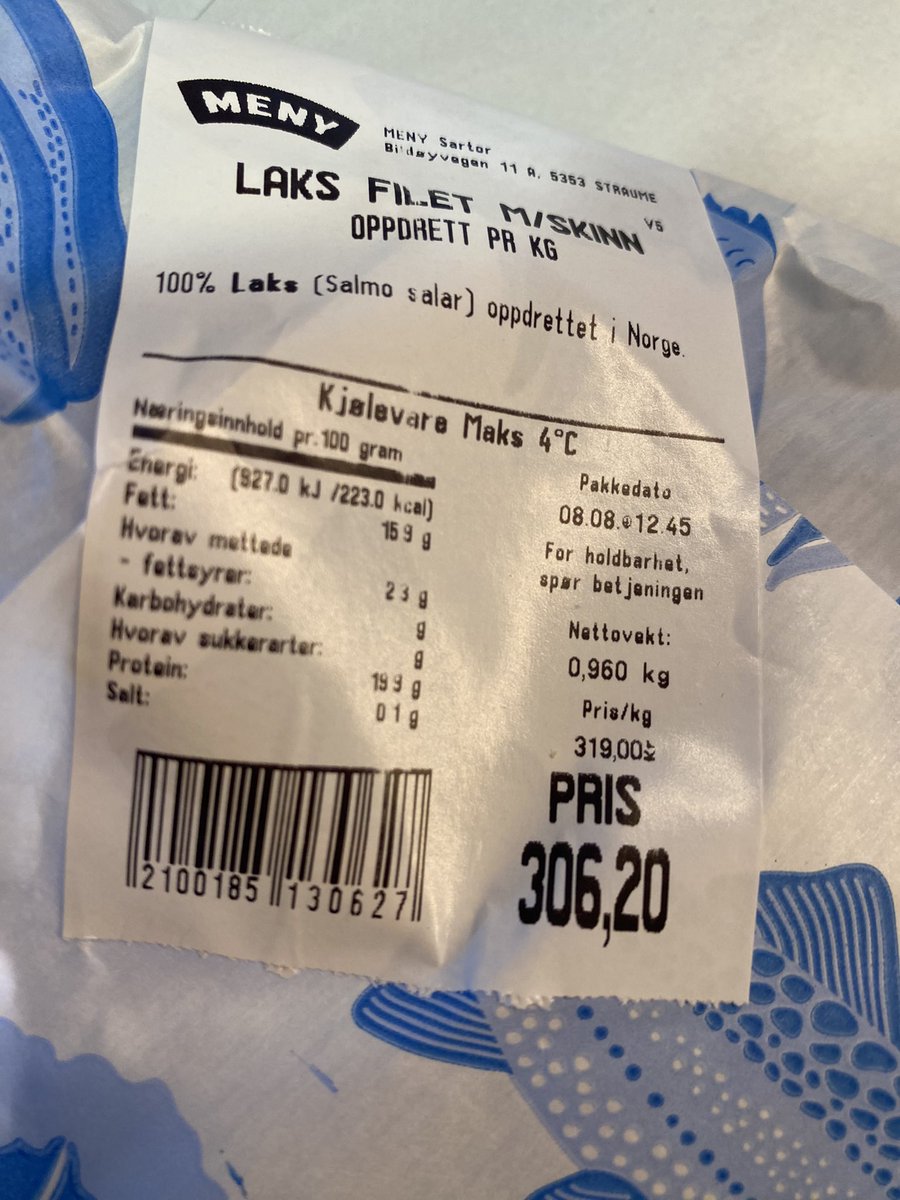 MENY
MENY Sartor
Bildøyvegen 11 A, 5353 STRAUME
V5
LAKS FILET M/SKINN
OPPDRETT PR KG
100% Laks (Salmo salar) oppdrettet i Norge.
Kjølevare Maks 4°C
Næringsinnhold pr.100 gram
Energi: (927.0 kJ /223.0 kcal)
Fett: 15 9 g
Hvorav mettede
- fettsyrer: 2 3 g
Karbohydrater: g
Hvorav sukkerarter: g
Protein: 19 9 g
Salt: 0 1 g
Pakkedato
08.08. 12.45
For holdbarhet,
spør betjeningen
Nettovekt:
0,960 kg
Pris/kg
319,00
PRIS
306,20
2100185 130627